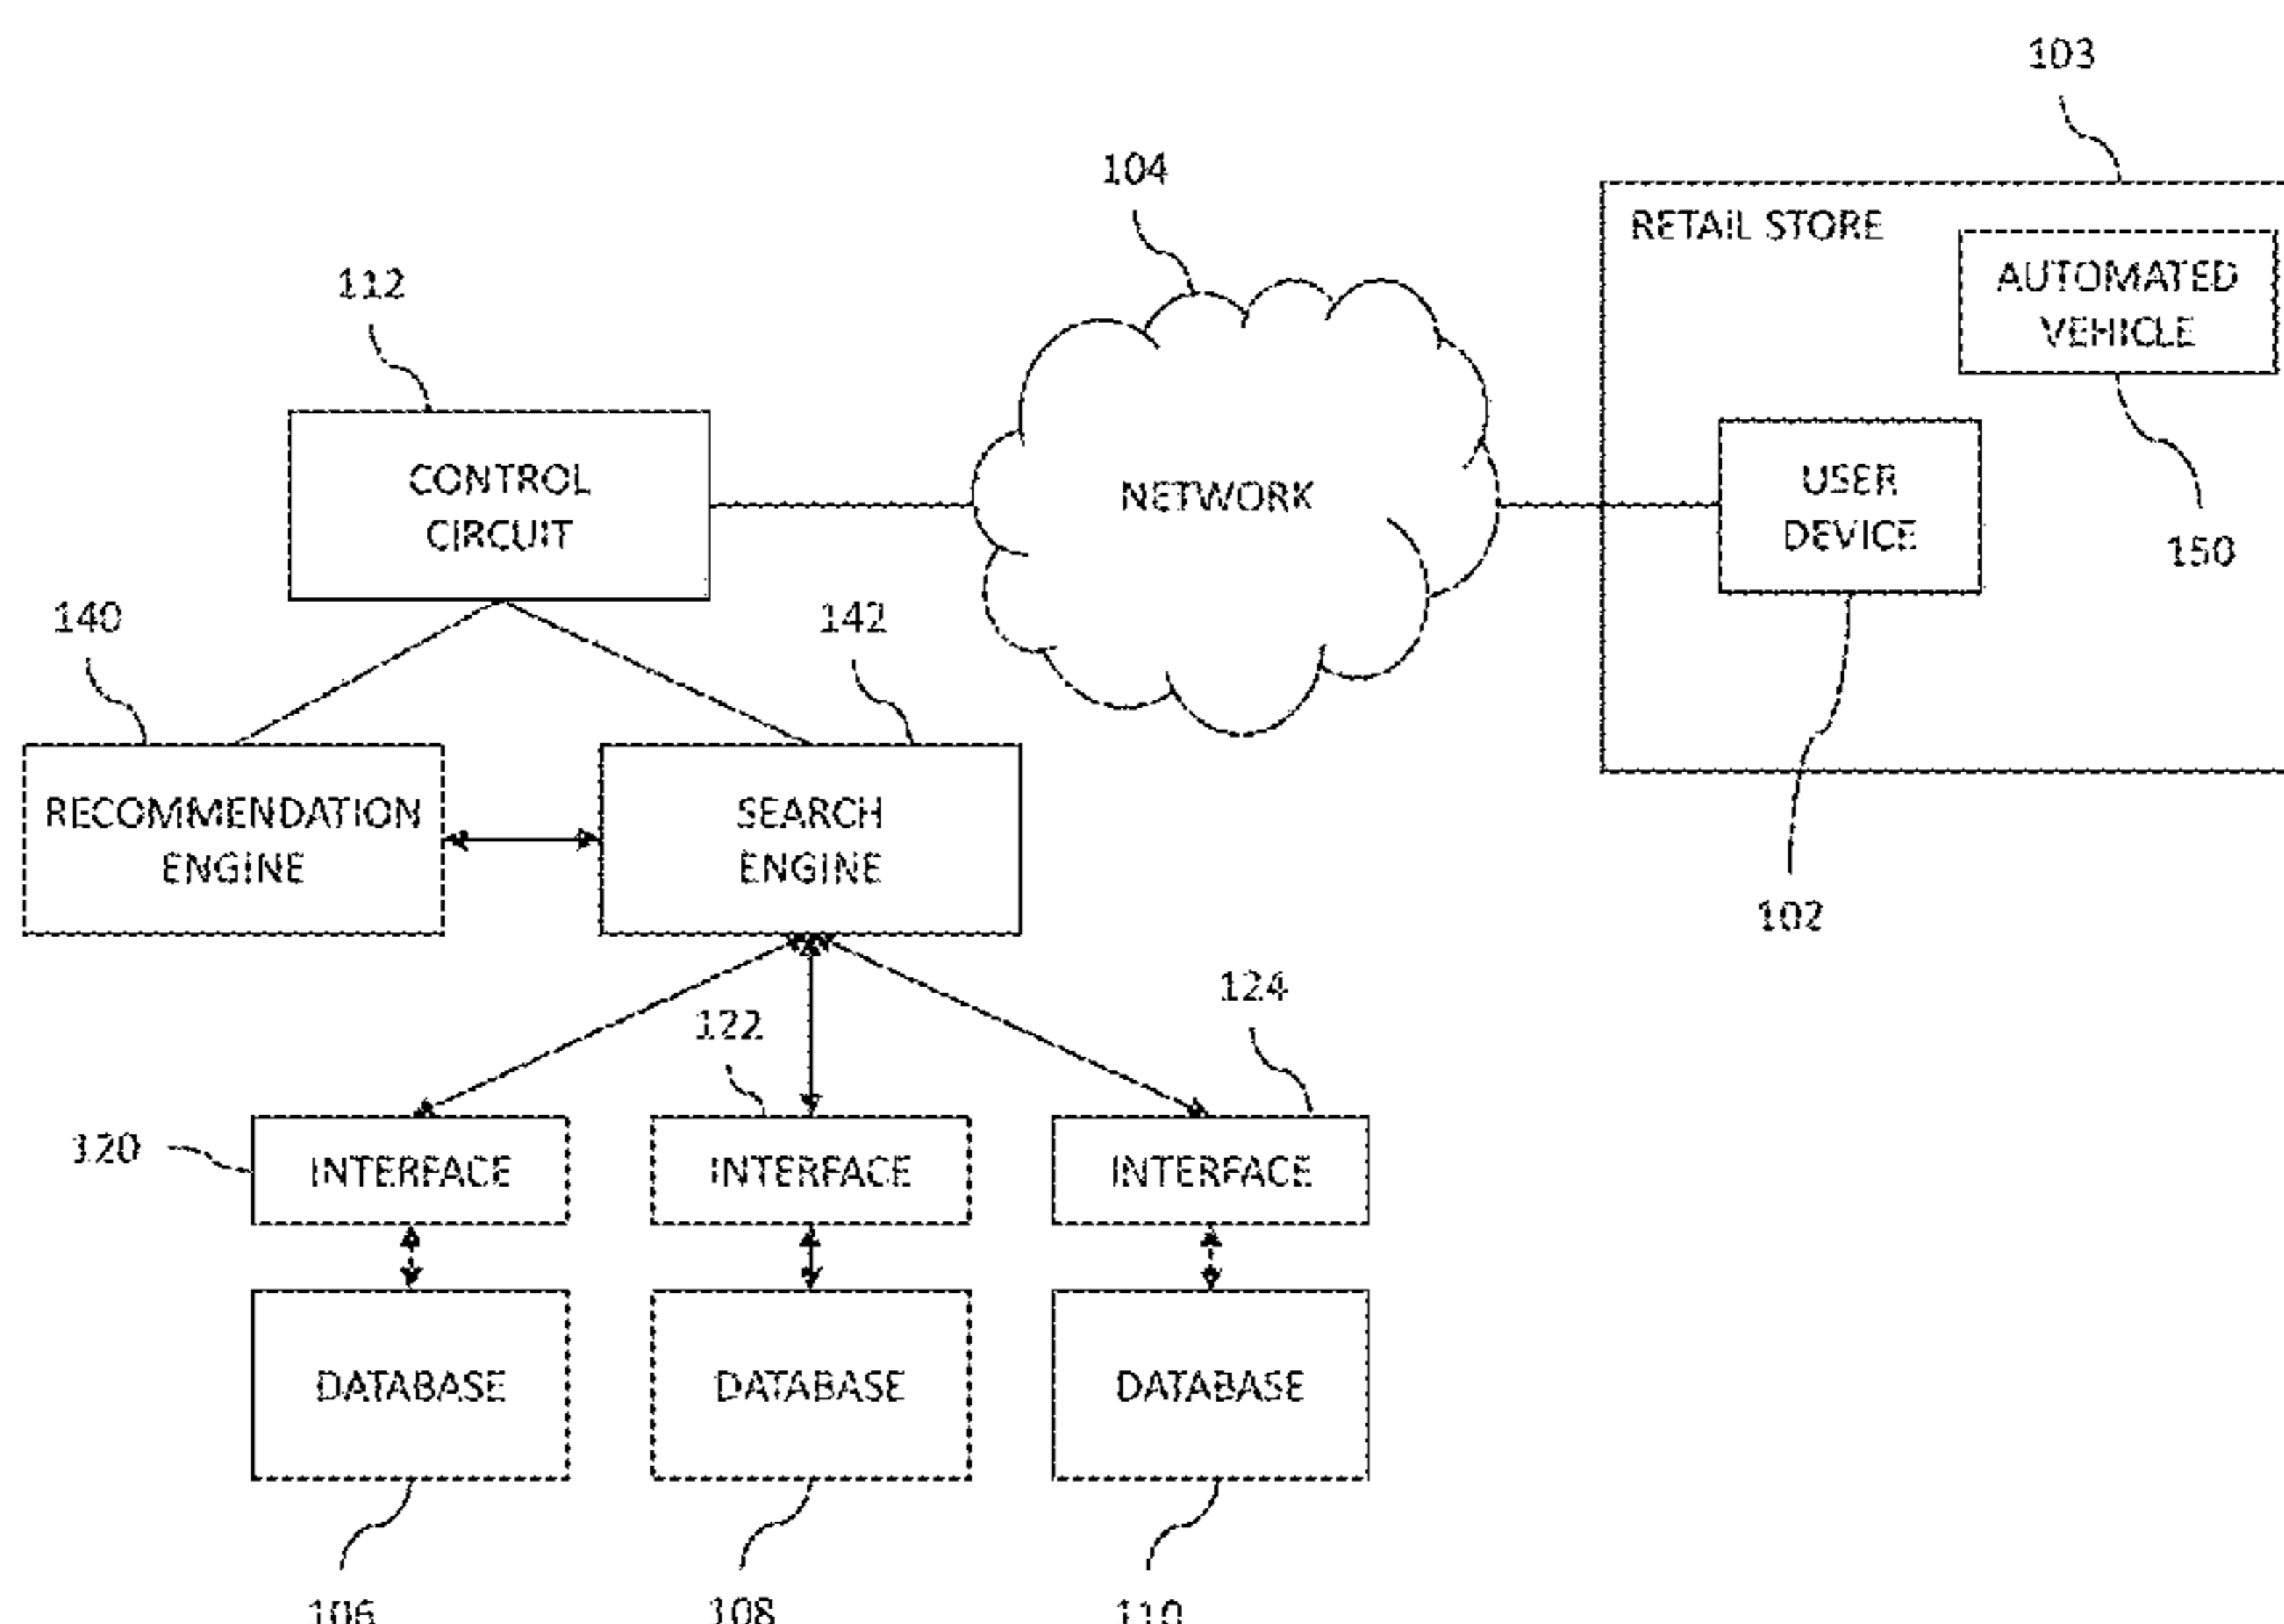 103
104
RETAIL STORE
AUTOMATED
VEHICLE
112
CONTROL
CIRCUIT
NETWORK
USER
DEVICE
150
140
142
RECOMMENDATION
ENGINE
SEARCH
ENGINE
102
124
122
120
INTERFACE
INTERFACE
INTERFACE
DATABASE
DATABASE
DATABASE
106
108
110